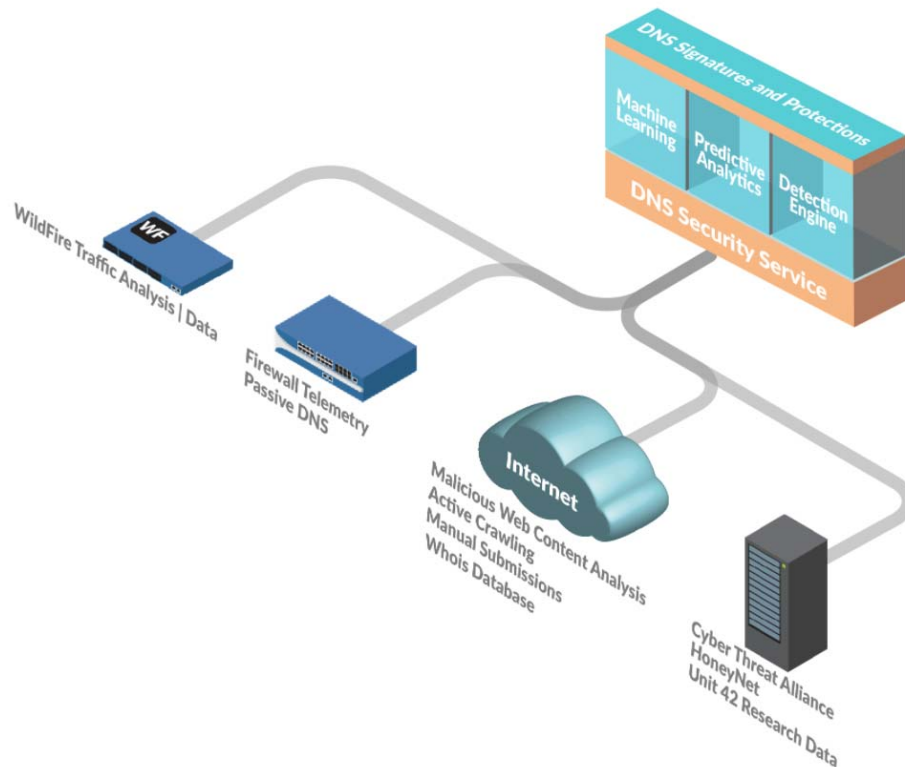 DNS Signatures and Protections
Machine
Learning
Predictive
Analytics
Detection
Engine
DNS Security Service
WF
WildFire Traffic Analysis | Data
Firewall Telemetry
Passive DNS
Internet
Malicious Web Content Analysis
Active Crawling
Manual Submissions
Whois Database
Cyber Threat Alliance
HoneyNet
Unit 42 Research Data